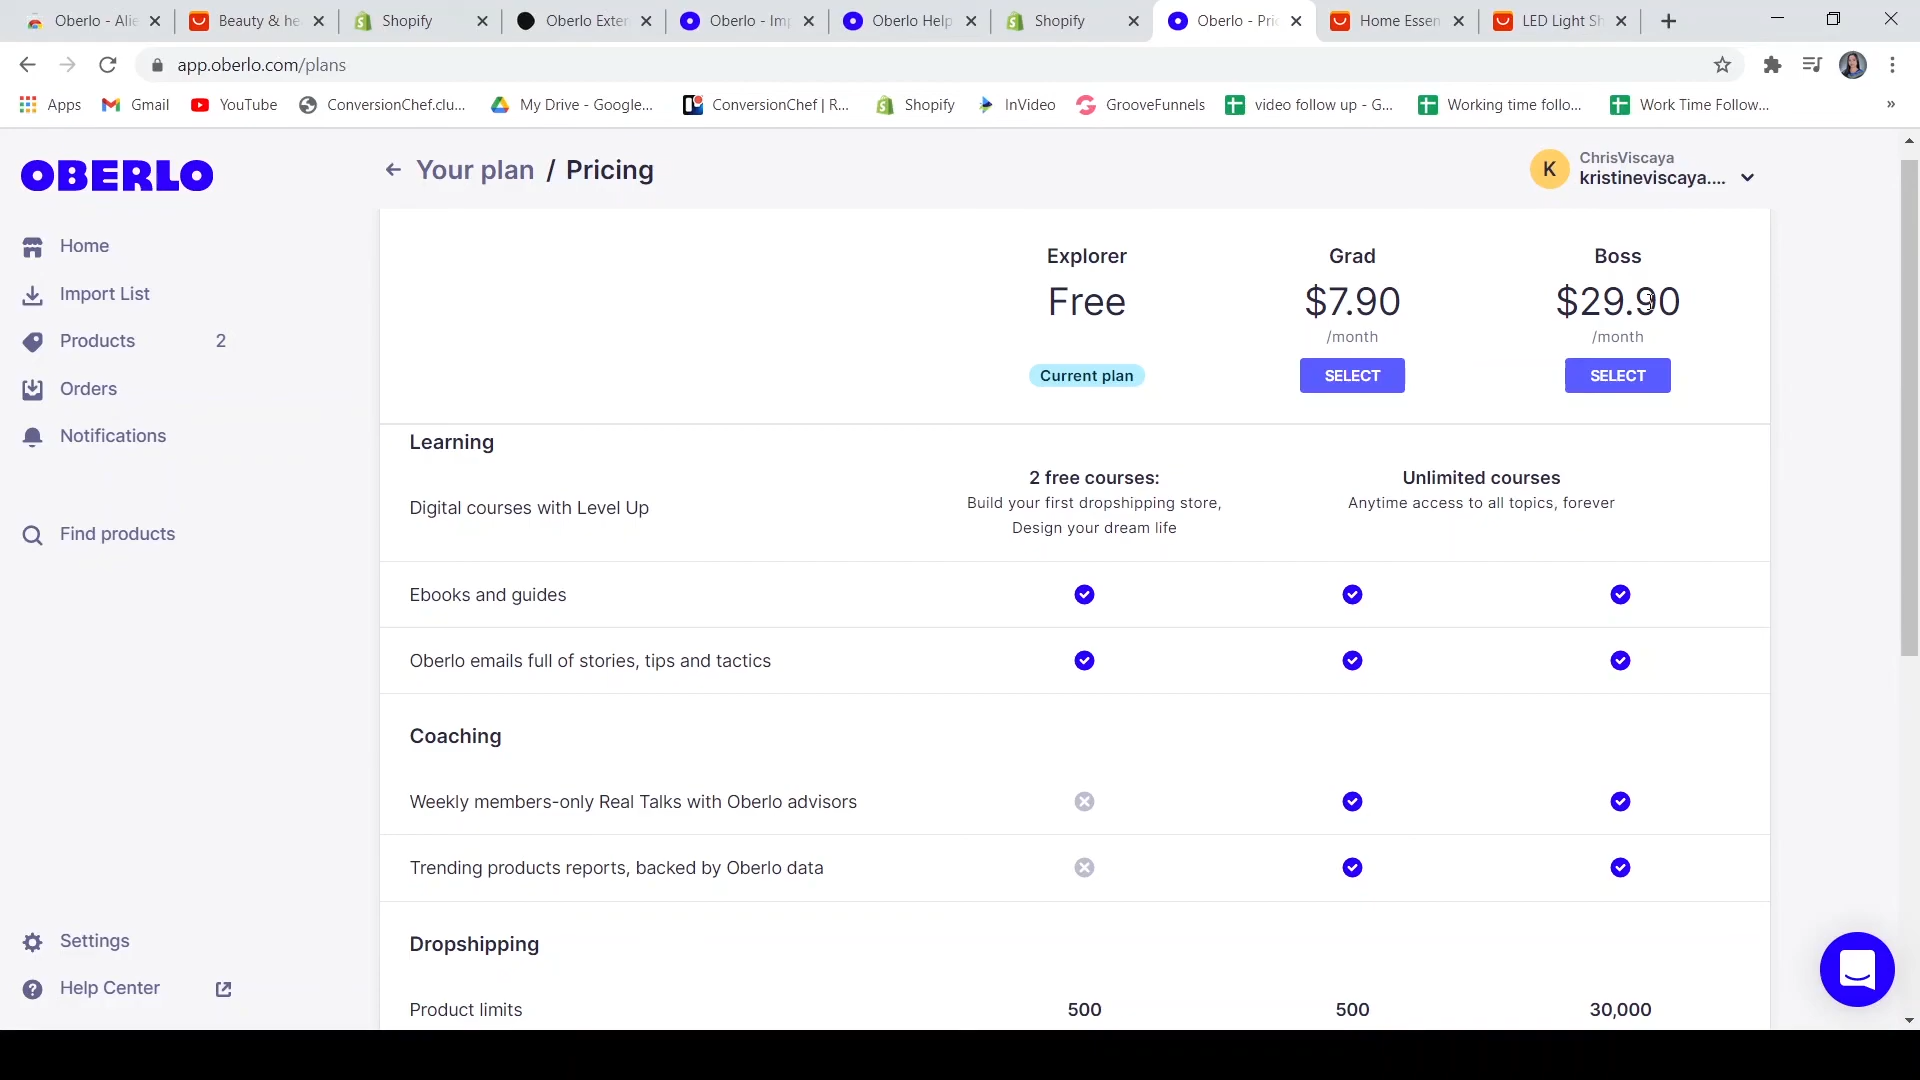 Oberlo - Alie
Beauty & he
Shopify
Oberlo Exter
Oberlo - Imp
Oberlo Help
Shopify
Oberlo - Pric
Home Essen
LED Light Sh
app.oberlo.com/plans
Apps
Gmail
YouTube
ConversionChef.clu...
My Drive - Google...
ConversionChef | R...
Shopify
InVideo
GrooveFunnels
video follow up - G...
Working time follo...
Work Time Follow...
»
OBERLO
Your plan / Pricing
K
ChrisViscaya
kristineviscaya....
Home
Import List
Products 2
Orders
Notifications
Find products
Settings
Help Center
Explorer Grad Boss
Free $7.90 $29.90
/month /month
Current plan SELECT SELECT
Learning
Digital courses with Level Up
2 free courses:
Build your first dropshipping store,
Design your dream life
Unlimited courses
Anytime access to all topics, forever
Ebooks and guides
Oberlo emails full of stories, tips and tactics
Coaching
Weekly members-only Real Talks with Oberlo advisors
Trending products reports, backed by Oberlo data
Dropshipping
Product limits 500 500 30,000